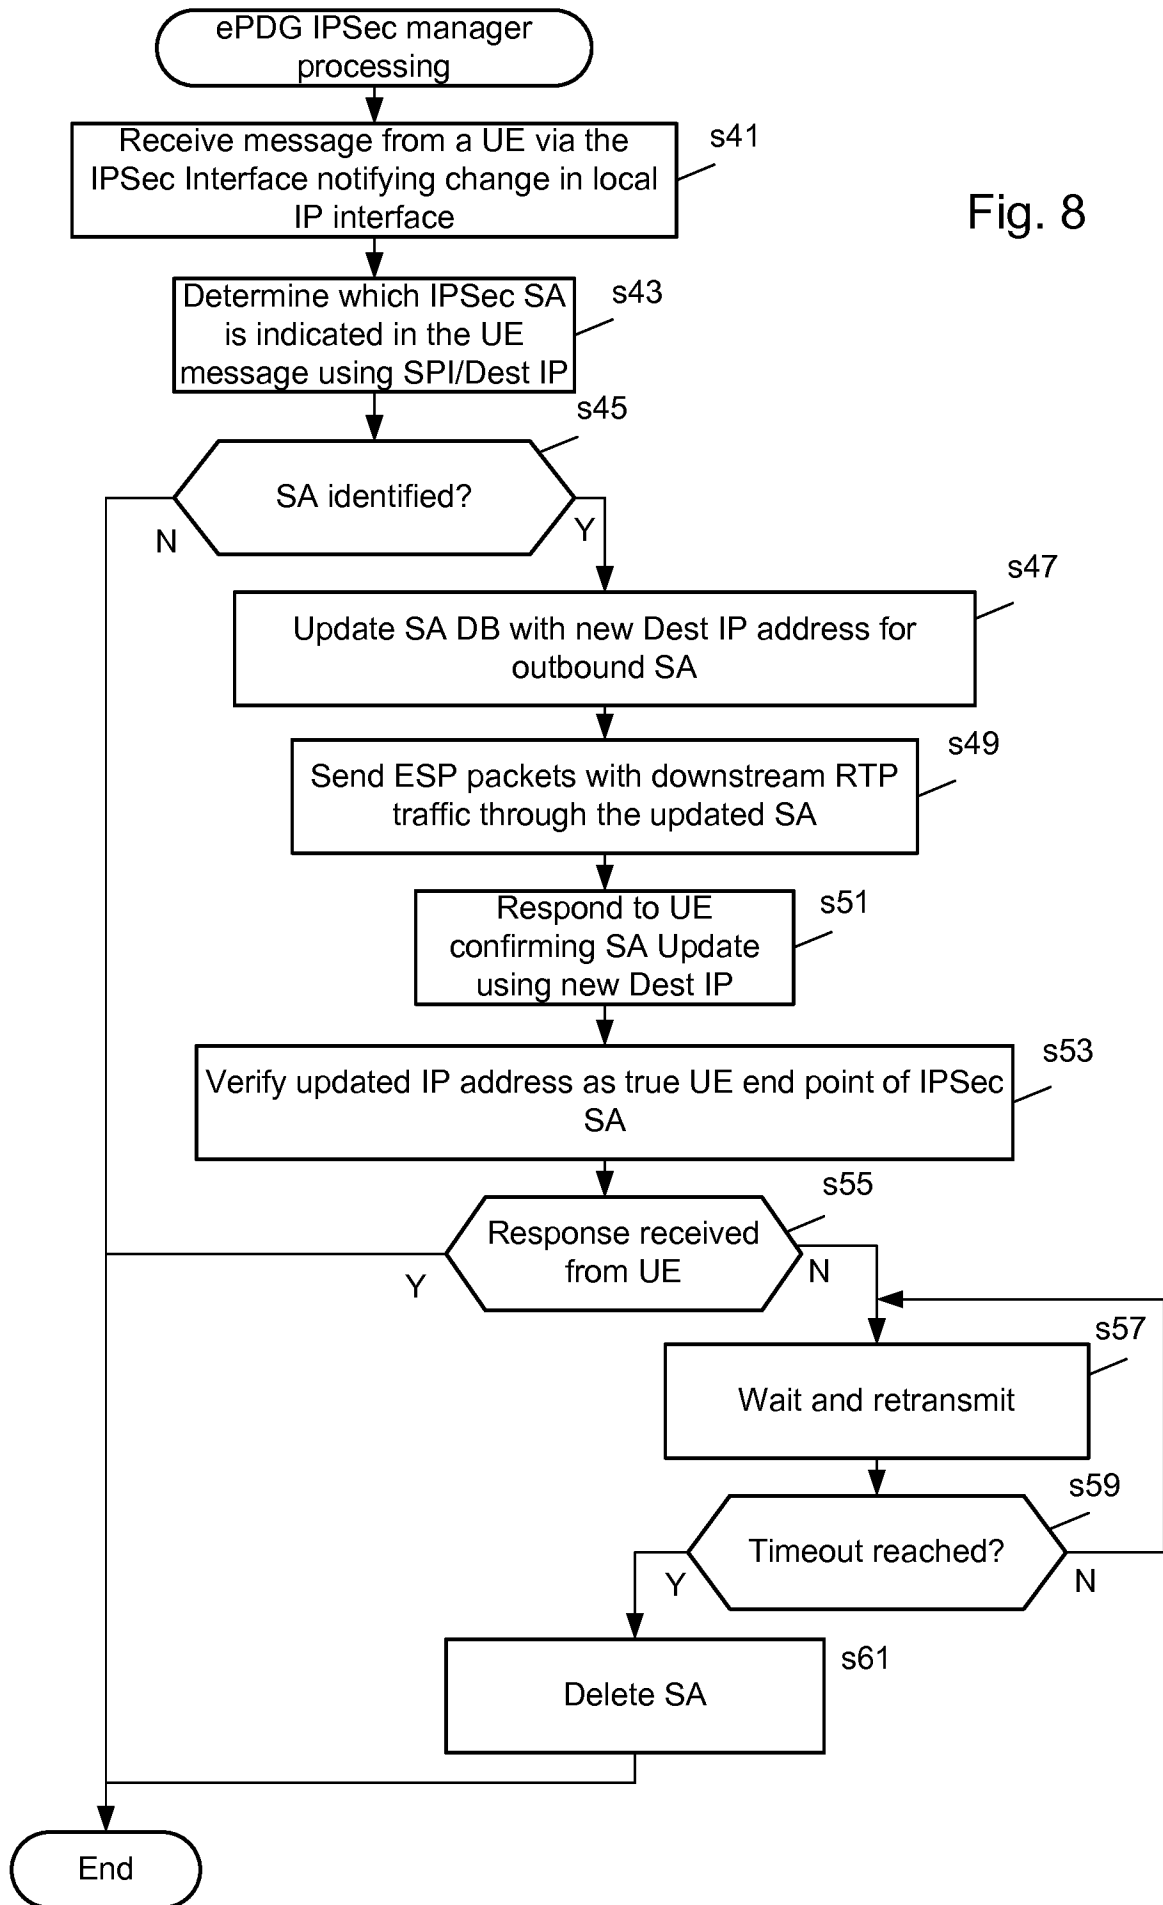 ePDG IPSec manager
processing
Receive message from a UE via the
IPSec Interface notifying change in local
IP interface
s41
Fig. 8
Determine which IPSec SA
is indicated in the UE
message using SPI/Dest IP
s43
s45
SA identified?
N
Y
s47
Update SA DB with new Dest IP address for
outbound SA
s49
Send ESP packets with downstream RTP
traffic through the updated SA
s51
Respond to UE
confirming SA Update
using new Dest IP
s53
Verify updated IP address as true UE end point of IPSec
SA
s55
Response received
from UE
Y
N
s57
Wait and retransmit
s59
Timeout reached?
Y
N
s61
Delete SA
End